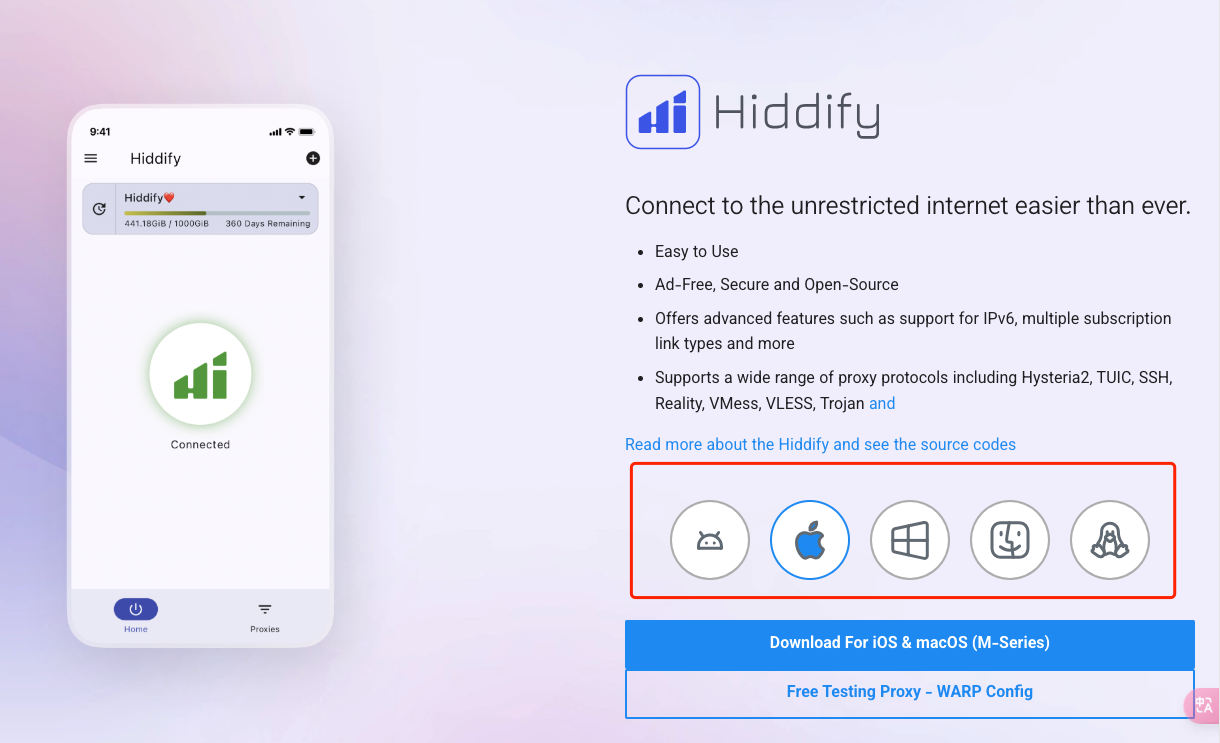 Hiddify
9:41
Hiddify
Hiddify❤️
441.18GiB / 1000GiB 360 Days Remaining
Connected
Home
Proxies
Connect to the unrestricted internet easier than ever.
Easy to Use
Ad-Free, Secure and Open-Source
Offers advanced features such as support for IPv6, multiple subscription
link types and more
Supports a wide range of proxy protocols including Hysteria2, TUIC, SSH,
Reality, VMess, VLESS, Trojan and
Read more about the Hiddify and see the source codes
Download For iOS & macOS (M-Series)
Free Testing Proxy - WARP Config
中
A